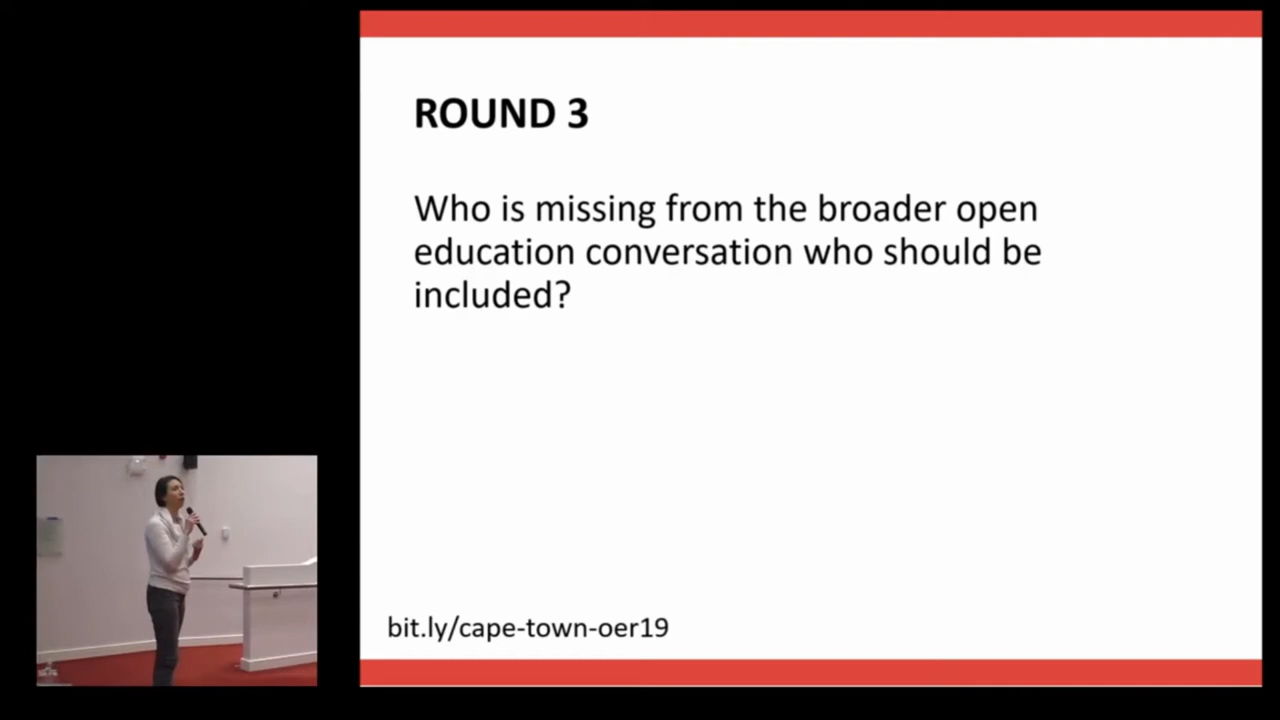 ROUND 3
Who is missing from the broader open
education conversation who should be
included?
bit.ly/cape-town-oer19